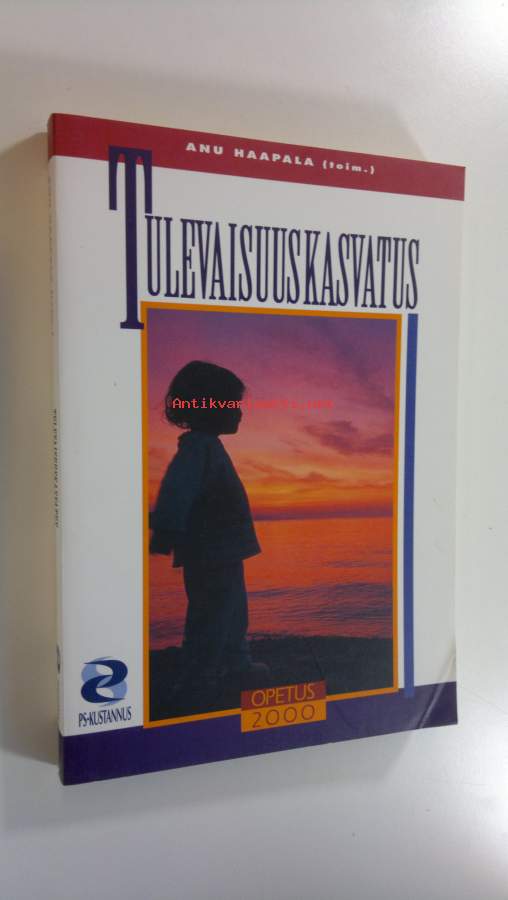 ANU HAAPALA (toim.)
TULEVAISUUSKASVATUS
Antikvariaatti.net
OPETUS
2000
PS-KUSTANNUS